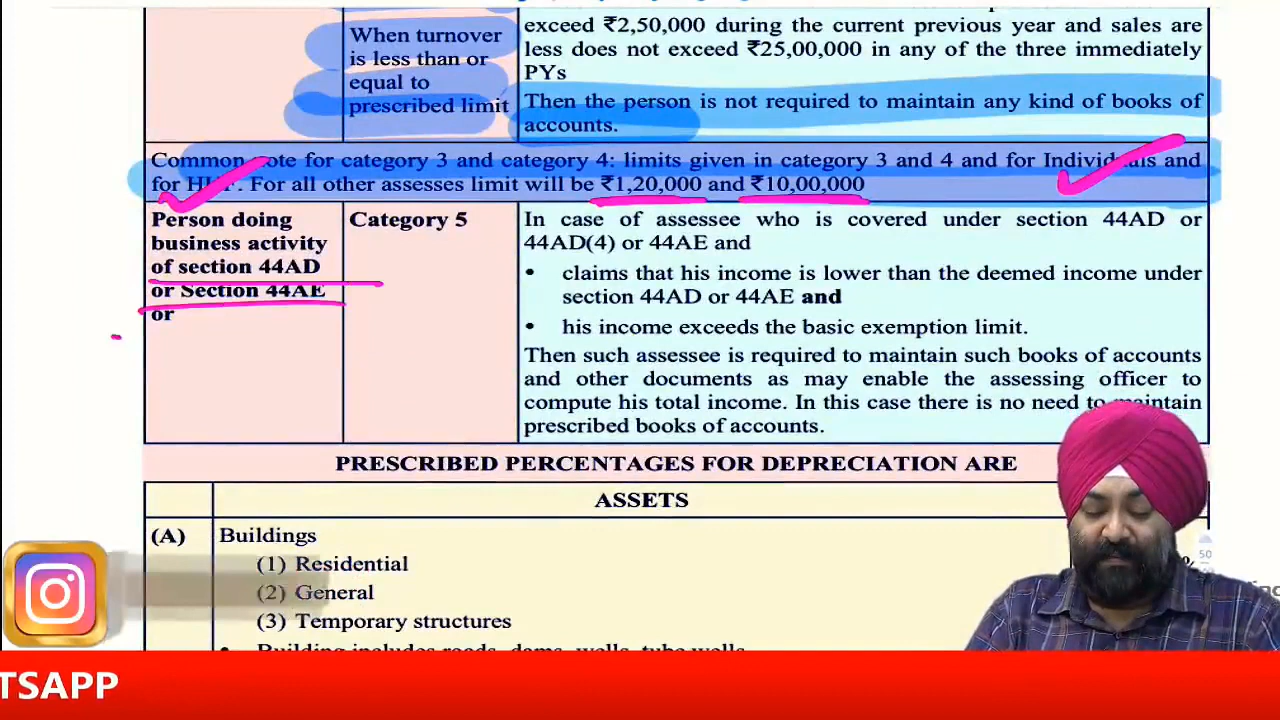 exceed ₹2,50,000 during the current previous year and sales are
When turnover
less does not exceed ₹25,00,000 in any of the three immediately
is less than or
PYs
equal to
Then the person is not required to maintain any kind of books of
prescribed limit
accounts.
Common note for category 3 and category 4: limits given in category 3 and 4 and for Individuals and
for HUF. For all other assesses limit will be ₹1,20,000 and ₹10,00,000
Person doing
business activity
of section 44AD
or Section 44AE
or
Category 5
In case of assessee who is covered under section 44AD or
44AD(4) or 44AE and
• claims that his income is lower than the deemed income under
section 44AD or 44AE and
• his income exceeds the basic exemption limit.
Then such assessee is required to maintain such books of accounts
and other documents as may enable the assessing officer to
compute his total income. In this case there is no need to maintain
prescribed books of accounts.
PRESCRIBED PERCENTAGES FOR DEPRECIATION ARE
ASSETS
(A) Buildings
(1) Residential
(2) General
(3) Temporary structures
• Building includes roads, dams, wells, tube wells
50
%
TSAPP